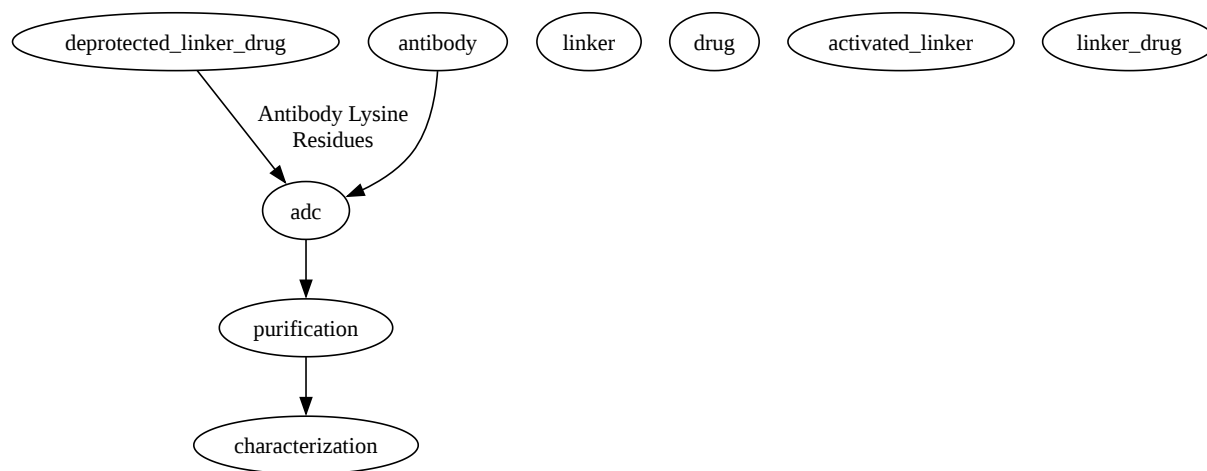 deprotected_linker_drug
antibody
linker
drug
activated_linker
linker_drug
Antibody Lysine
Residues
adc
purification
characterization